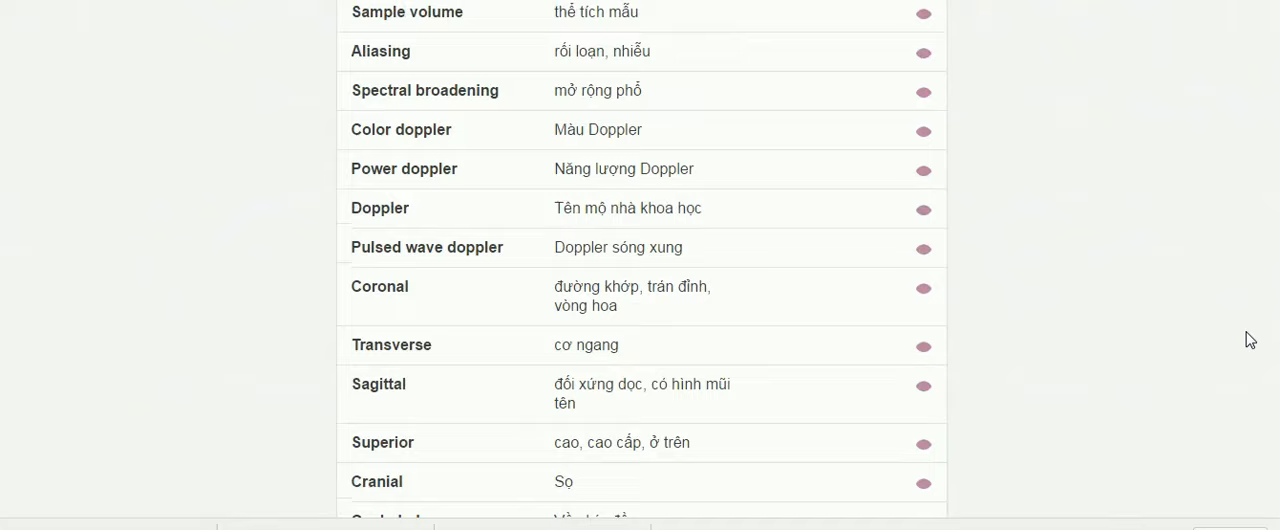 Sample volume thể tích mẫu
Aliasing rối loạn, nhiễu
Spectral broadening mở rộng phổ
Color doppler Màu Doppler
Power doppler Năng lượng Doppler
Doppler Tên mộ nhà khoa học
Pulsed wave doppler Doppler sóng xung
Coronal đường khớp, trán đỉnh,
vòng hoa
Transverse cơ ngang
Sagittal đối xứng dọc, có hình mũi
tên
Superior cao, cao cấp, ở trên
Cranial Sọ